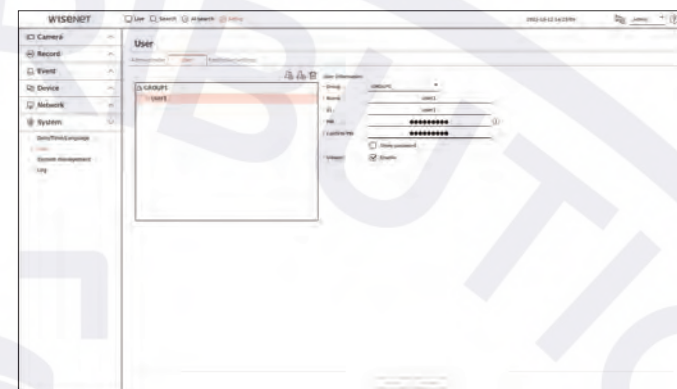 WISENET
Live Search AI Search Setup
Camera
Record
Event
Device
Network
System
Date/Time/Language
User
System Management
Log
User
Administrator User Permission Settings
User Information
GROUP1
user1
Group GROUP1
Name user1
ID user1
PW ●●●●●●●●●
Confirm PW ●●●●●●●●●
Show password
Viewer Enable